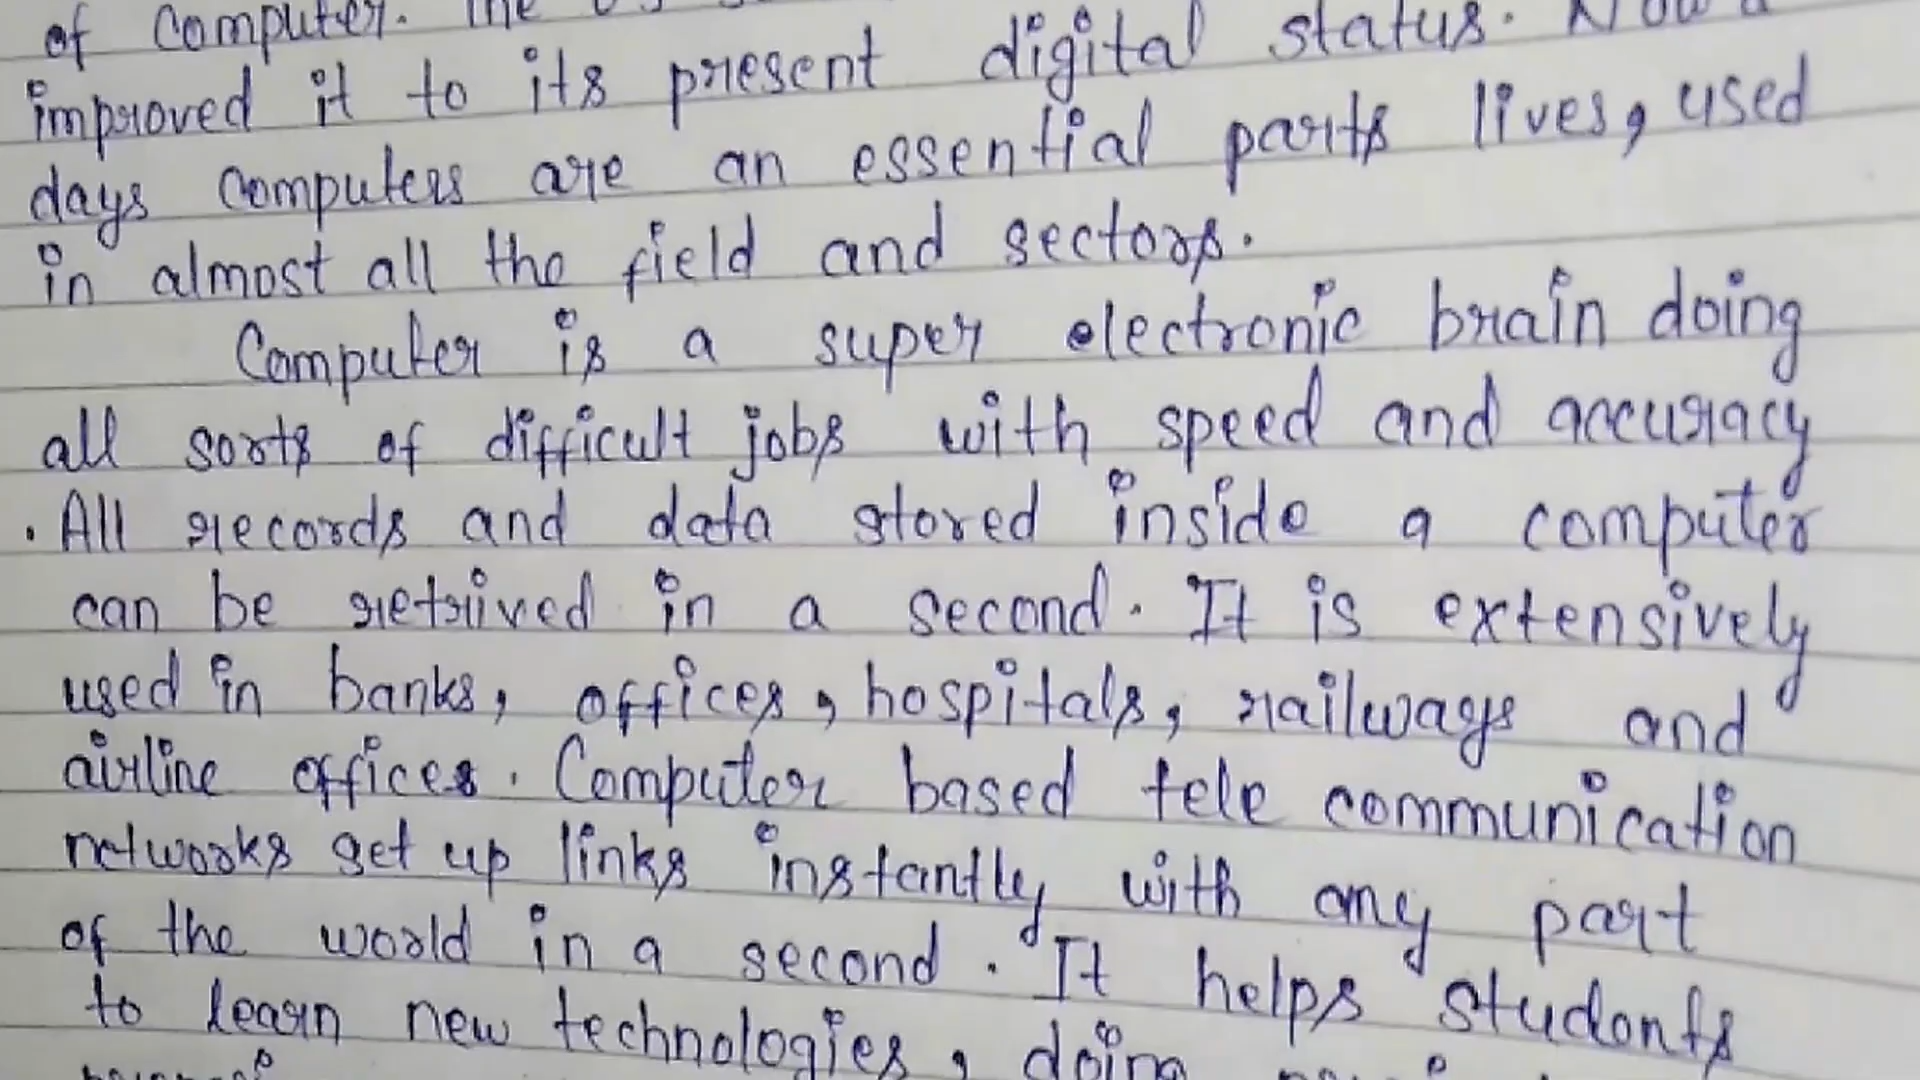 of computer. The
improved it to its present digital status. Now a
days computers are an essential parts lives, used
in almost all the field and sectors.
Computer is a super electronic brain doing
all sorts of difficult jobs with speed and accuracy
. All records and data stored inside a computer
can be retrived in a second. It is extensively
used in banks, offices, hospitals, railways and
airline offices. Computer based tele communication
networks set up links instantly with any part
of the world in a second. It helps students
to learn new technologies, doing